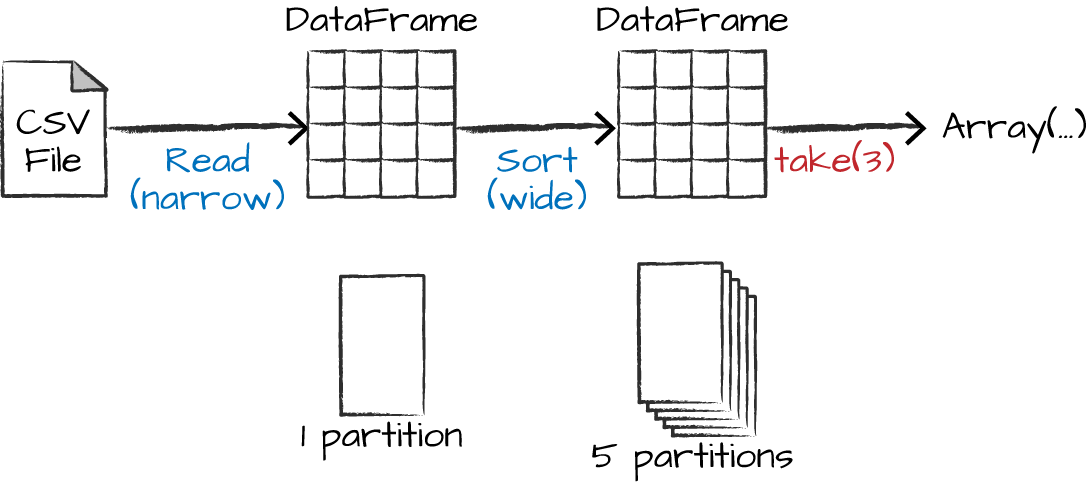 DataFrame
DataFrame
CSV
File
Read
(narrow)
Sort
(wide)
take(3)
Array(...)
1 partition
5 partitions